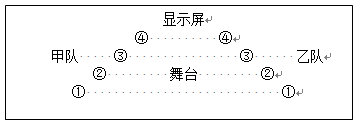 显示屏
④ ④
甲队 ③ ③ 乙队
② 舞台 ②
① ①